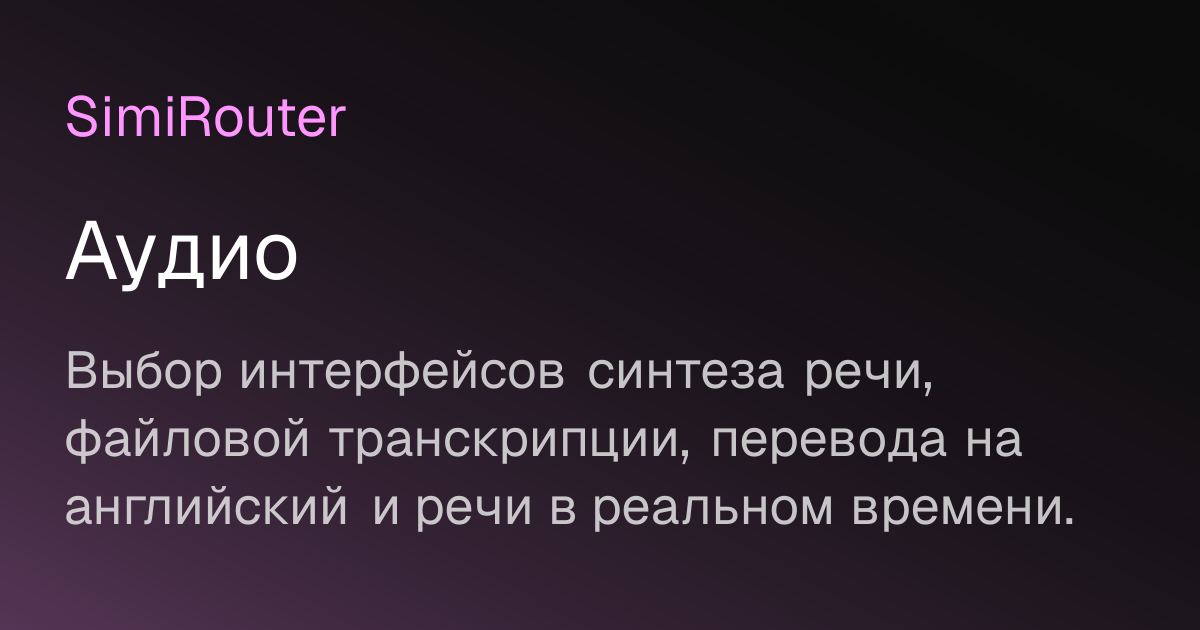 SimiRouter
Аудио
Выбор интерфейсов синтеза речи,
файловой транскрипции, перевода на
английский и речи в реальном времени.